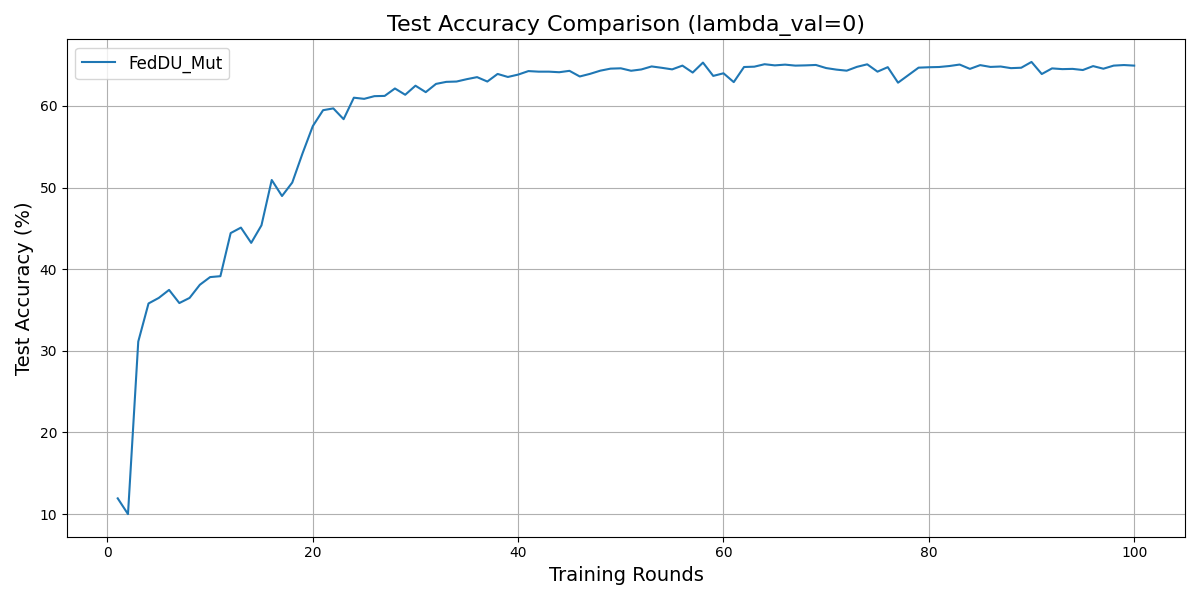 Test Accuracy Comparison (lambda_val=0)
FedDU_Mut
Test Accuracy (%)
60
50
40
30
20
10
0 20 40 60 80 100
Training Rounds